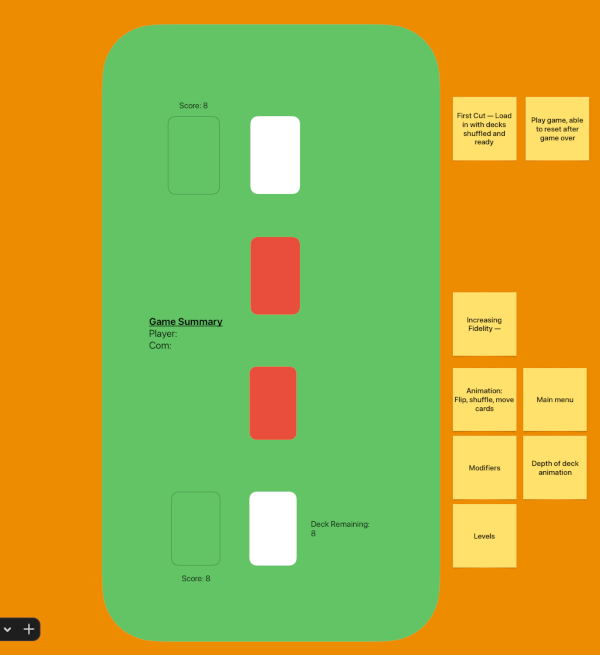 Score: 8
Game Summary
Player:
Com:
Deck Remaining:
8
Score: 8
First Cut — Load
in with decks
shuffled and
ready
Play game, able
to reset after
game over
Increasing
Fidelity —
Animation:
Flip, shuffle, move
cards
Main menu
Modifiers
Depth of deck
animation
Levels